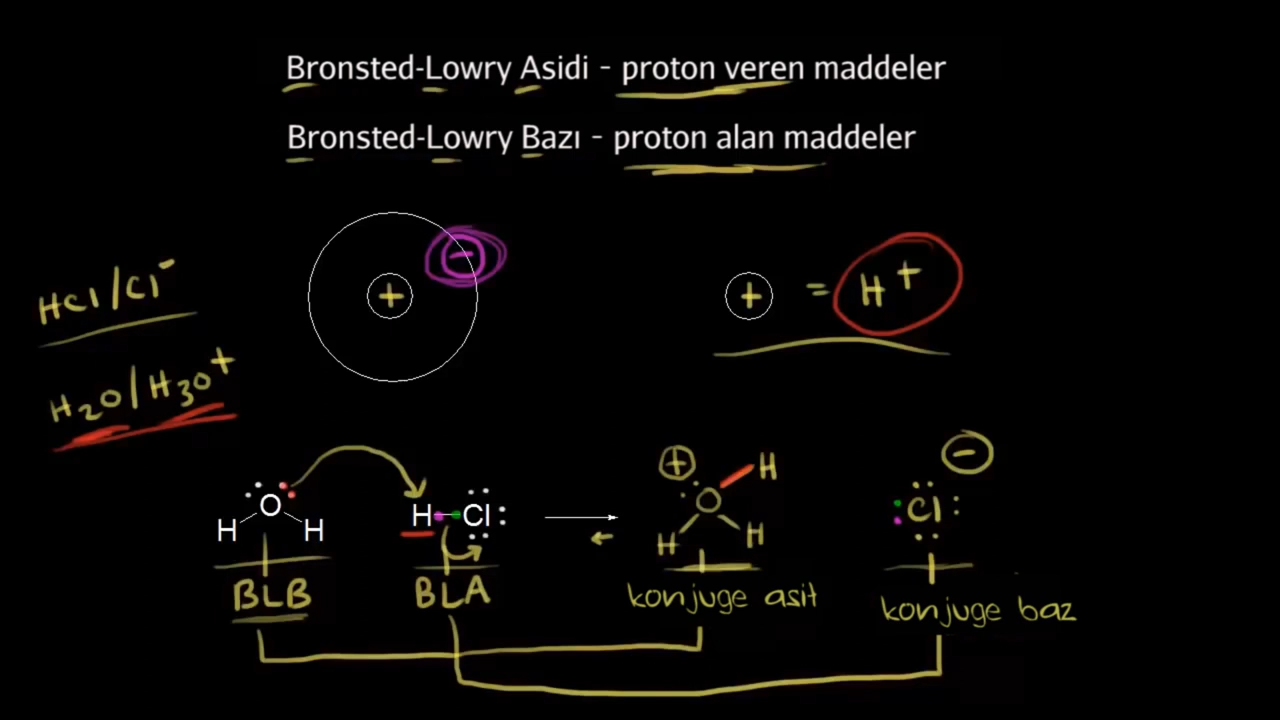 Bronsted-Lowry Asidi - proton veren maddeler
Bronsted-Lowry Bazı - proton alan maddeler
−
+
+ = H+
HCl/Cl-
H2O/H3O+
+ H −
O H Cl O Cl
H H H H
BLB BLA konjuge asit konjuge baz